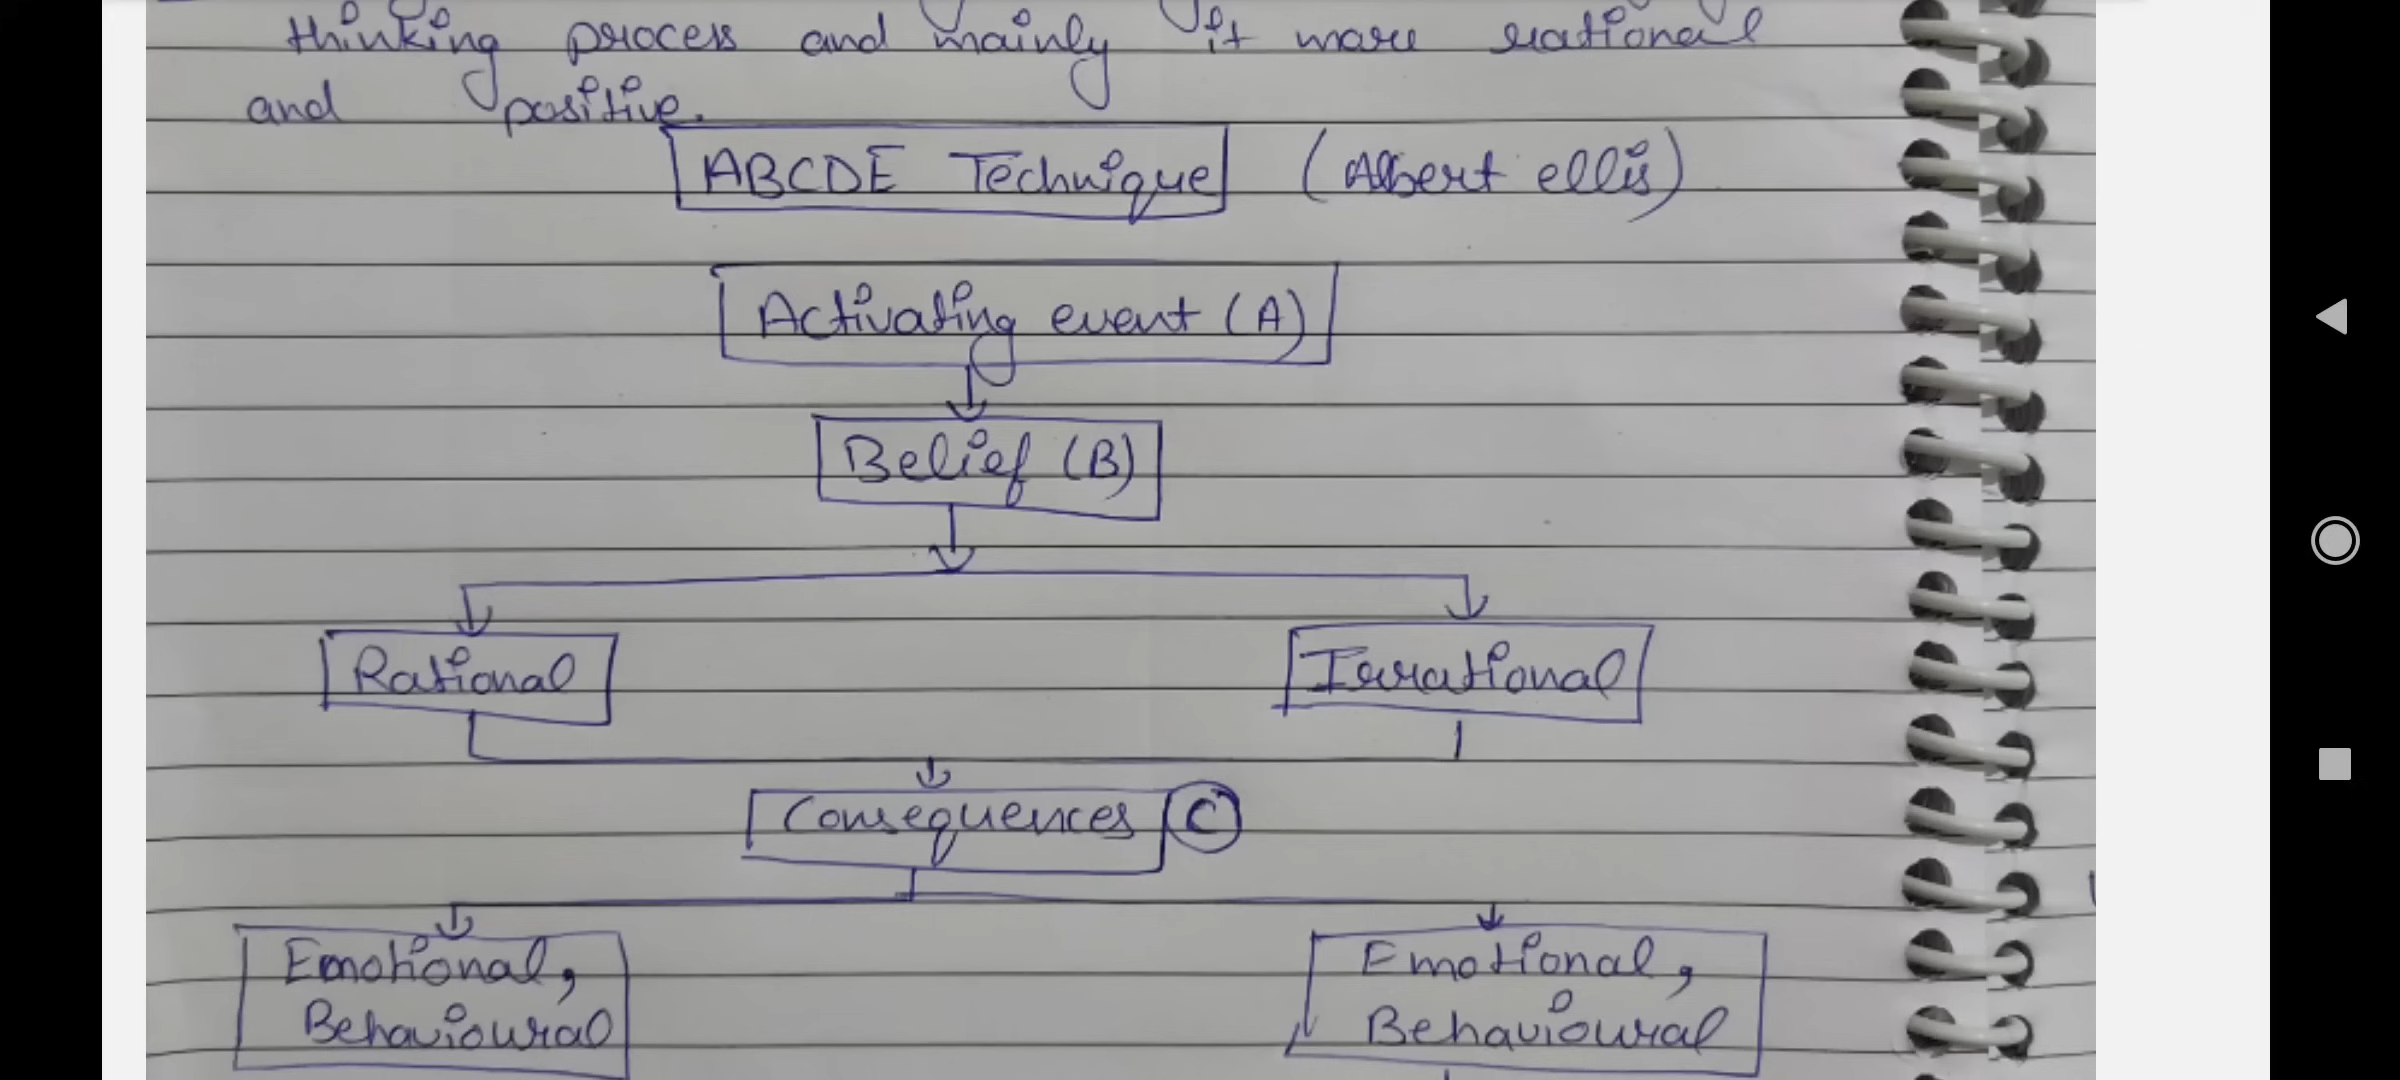 thinking process and mainly it more rational
and positive.
ABCDE Technique (Albert ellis)
Activating event (A)
Belief (B)
Rational Irrational
Consequences C
Emotional, Emotional,
Behavioural Behavioural